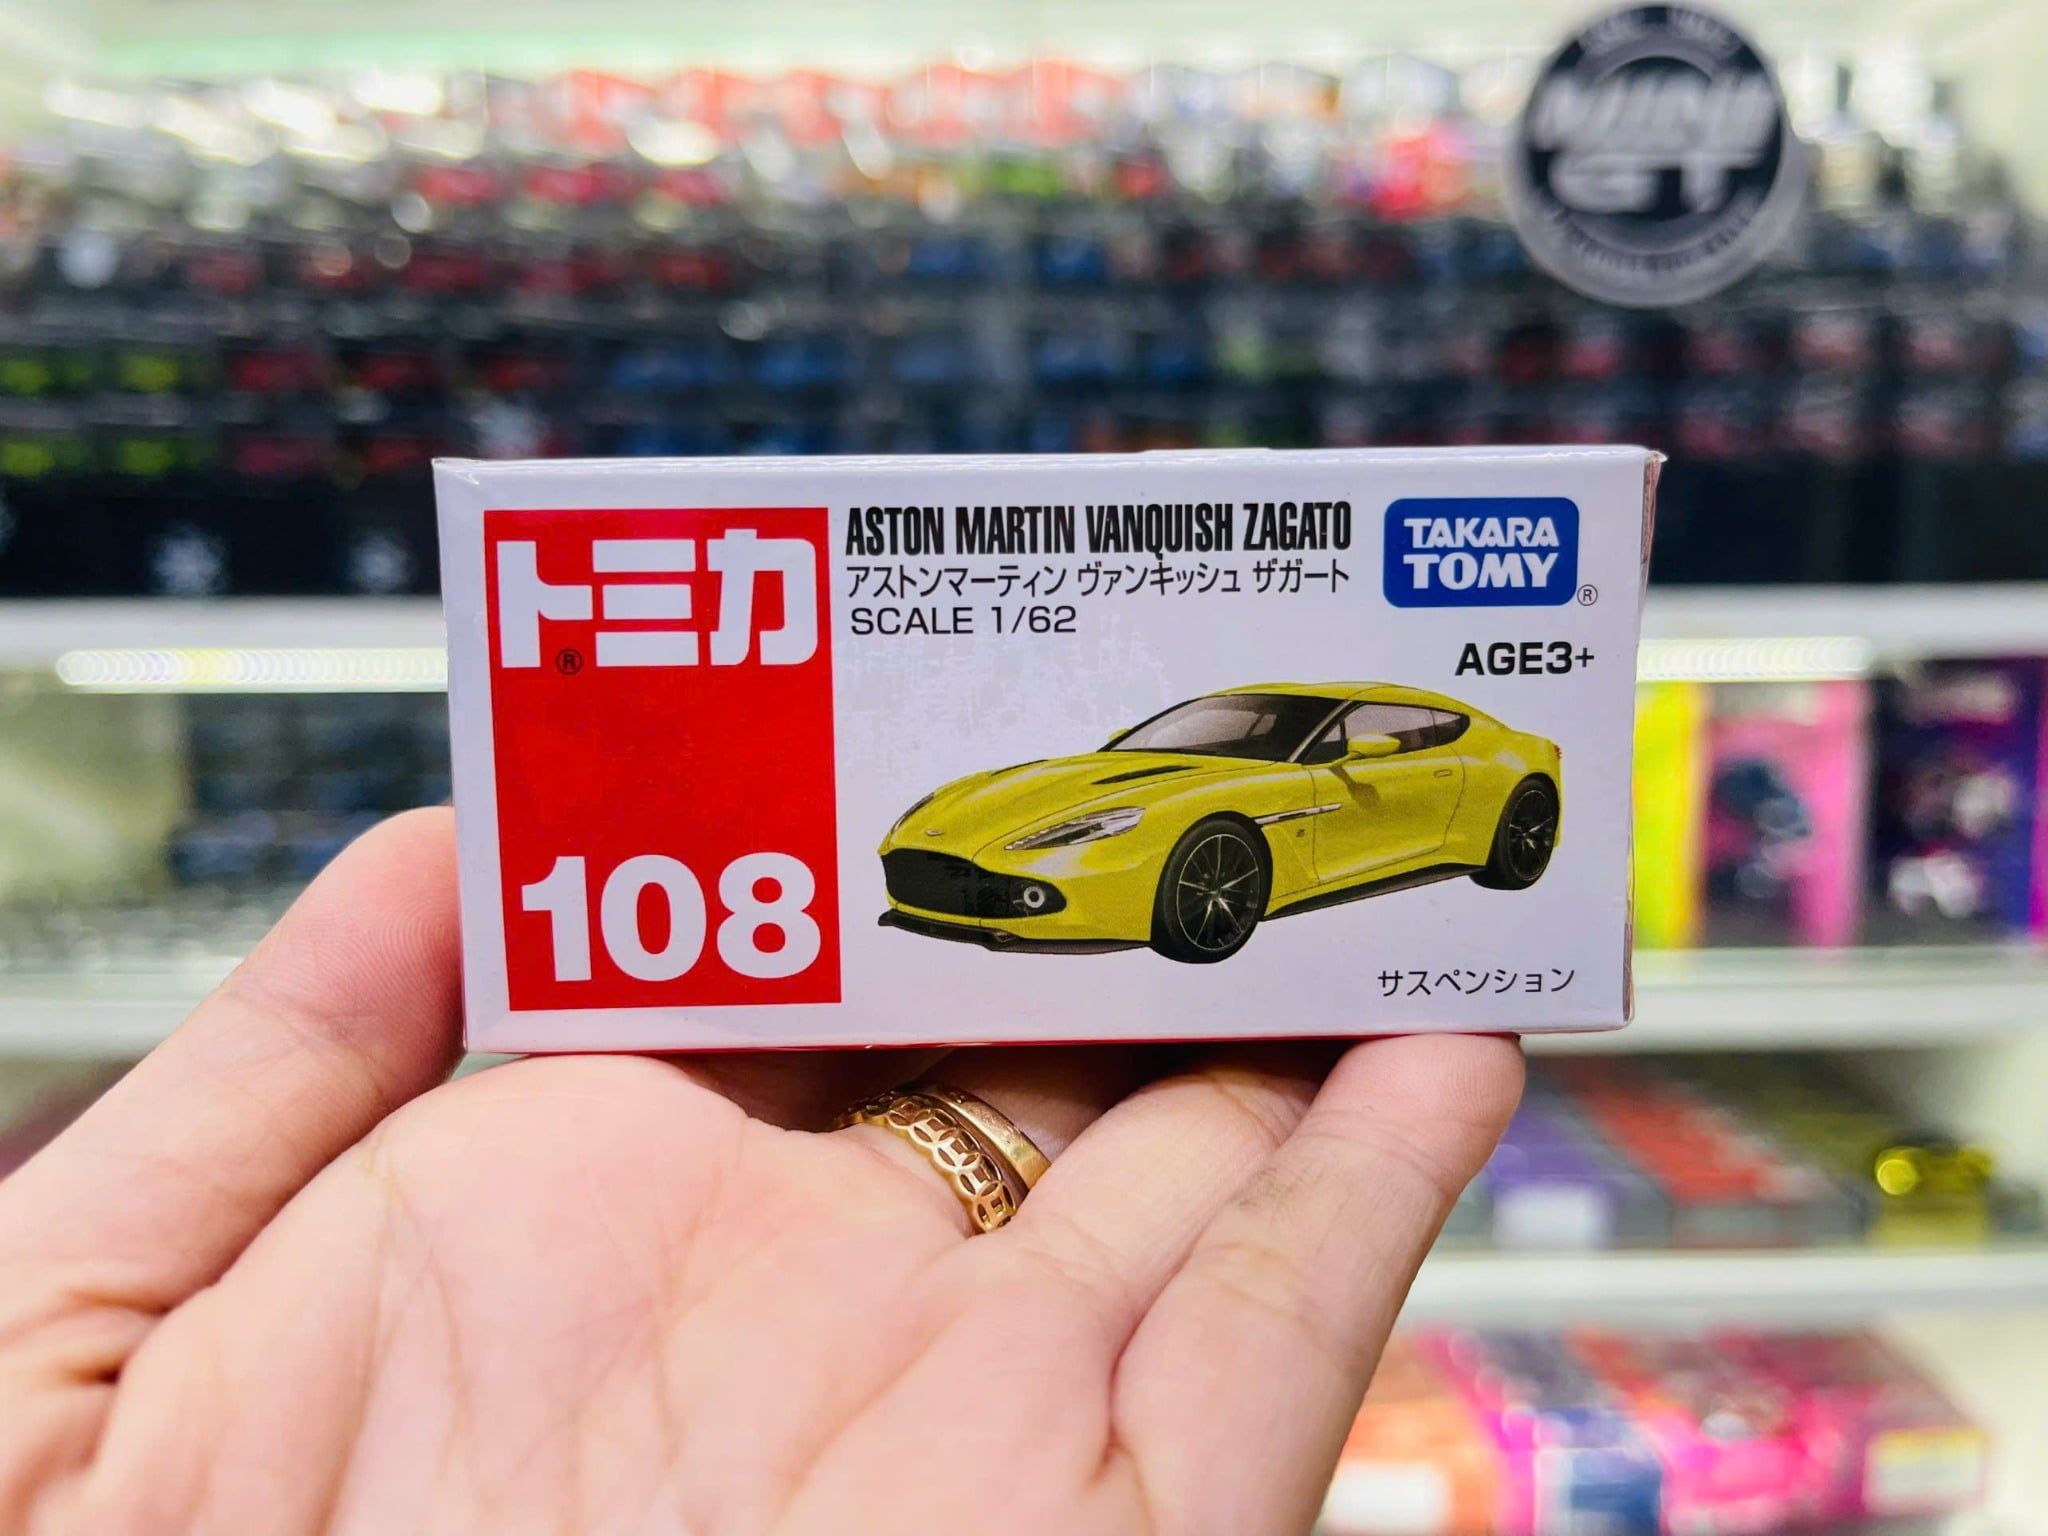 トミカ
®
108
ASTON MARTIN VANQUISH ZAGATO
アストンマーティン ヴァンキッシュ ザガート
SCALE 1/62
TAKARA
TOMY
®
AGE3+
サスペンション
MINI
GT